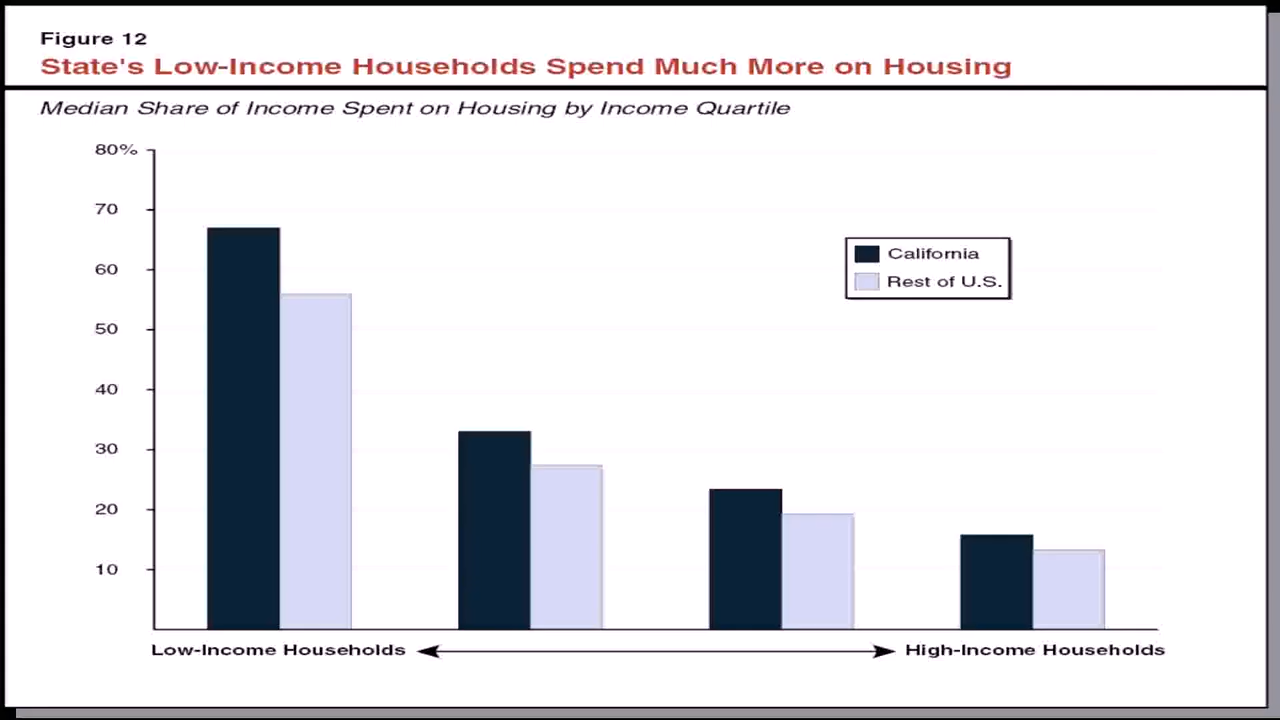 Figure 12
State's Low-Income Households Spend Much More on Housing
Median Share of Income Spent on Housing by Income Quartile
80%
70
60
50
40
30
20
10
California
Rest of U.S.
Low-Income Households
High-Income Households